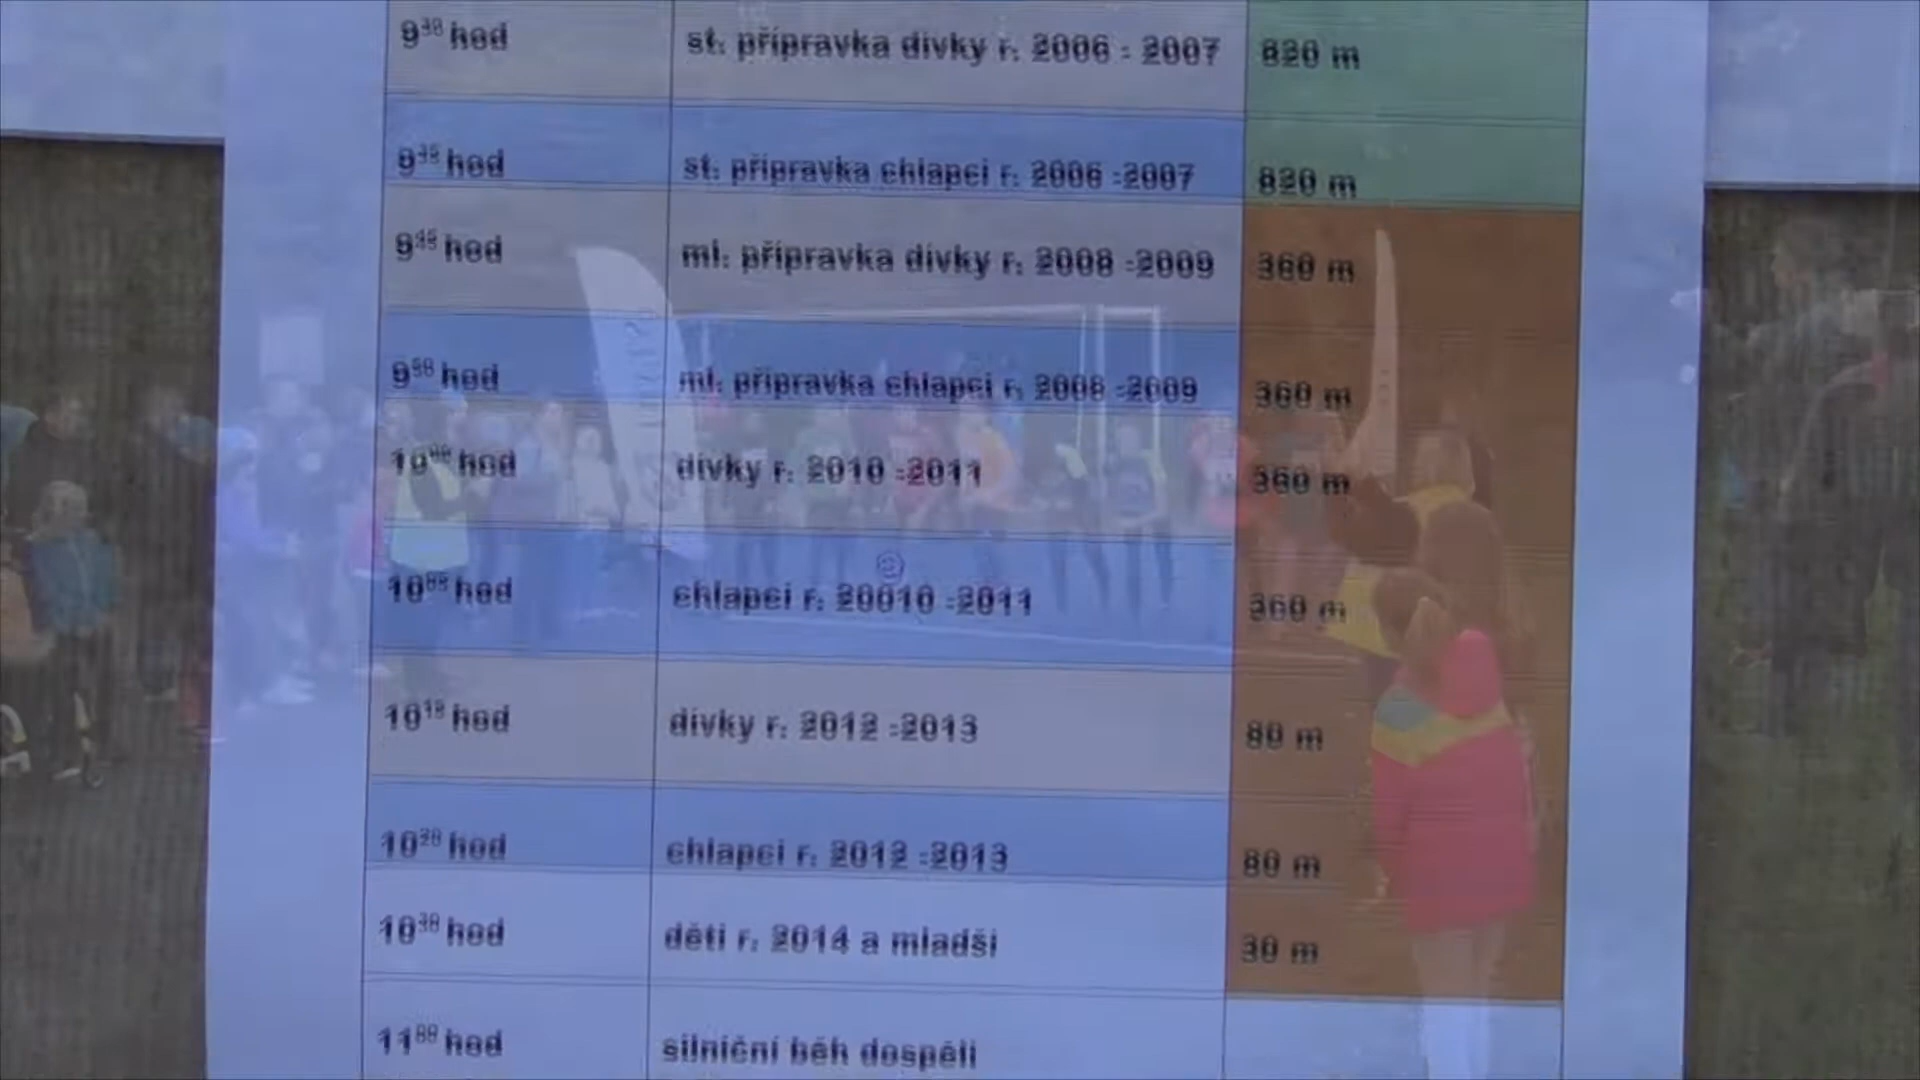 9³⁰ hod st. přípravka dívky r. 2006 - 2007 820 m
9³⁵ hod st. přípravka chlapci r. 2006 -2007 820 m
9⁴⁵ hod ml. přípravka dívky r. 2008 -2009 360 m
9⁵⁰ hod ml. přípravka chlapci r. 2008 -2009 360 m
10⁰⁰ hod dívky r. 2010 -2011 360 m
10⁰⁵ hod chlapci r. 20010 -2011 360 m
10¹⁵ hod dívky r. 2012 -2013 80 m
10²⁰ hod chlapci r. 2012 -2013 80 m
10³⁰ hod děti r. 2014 a mladší 30 m
11⁰⁰ hod silniční běh dospělí